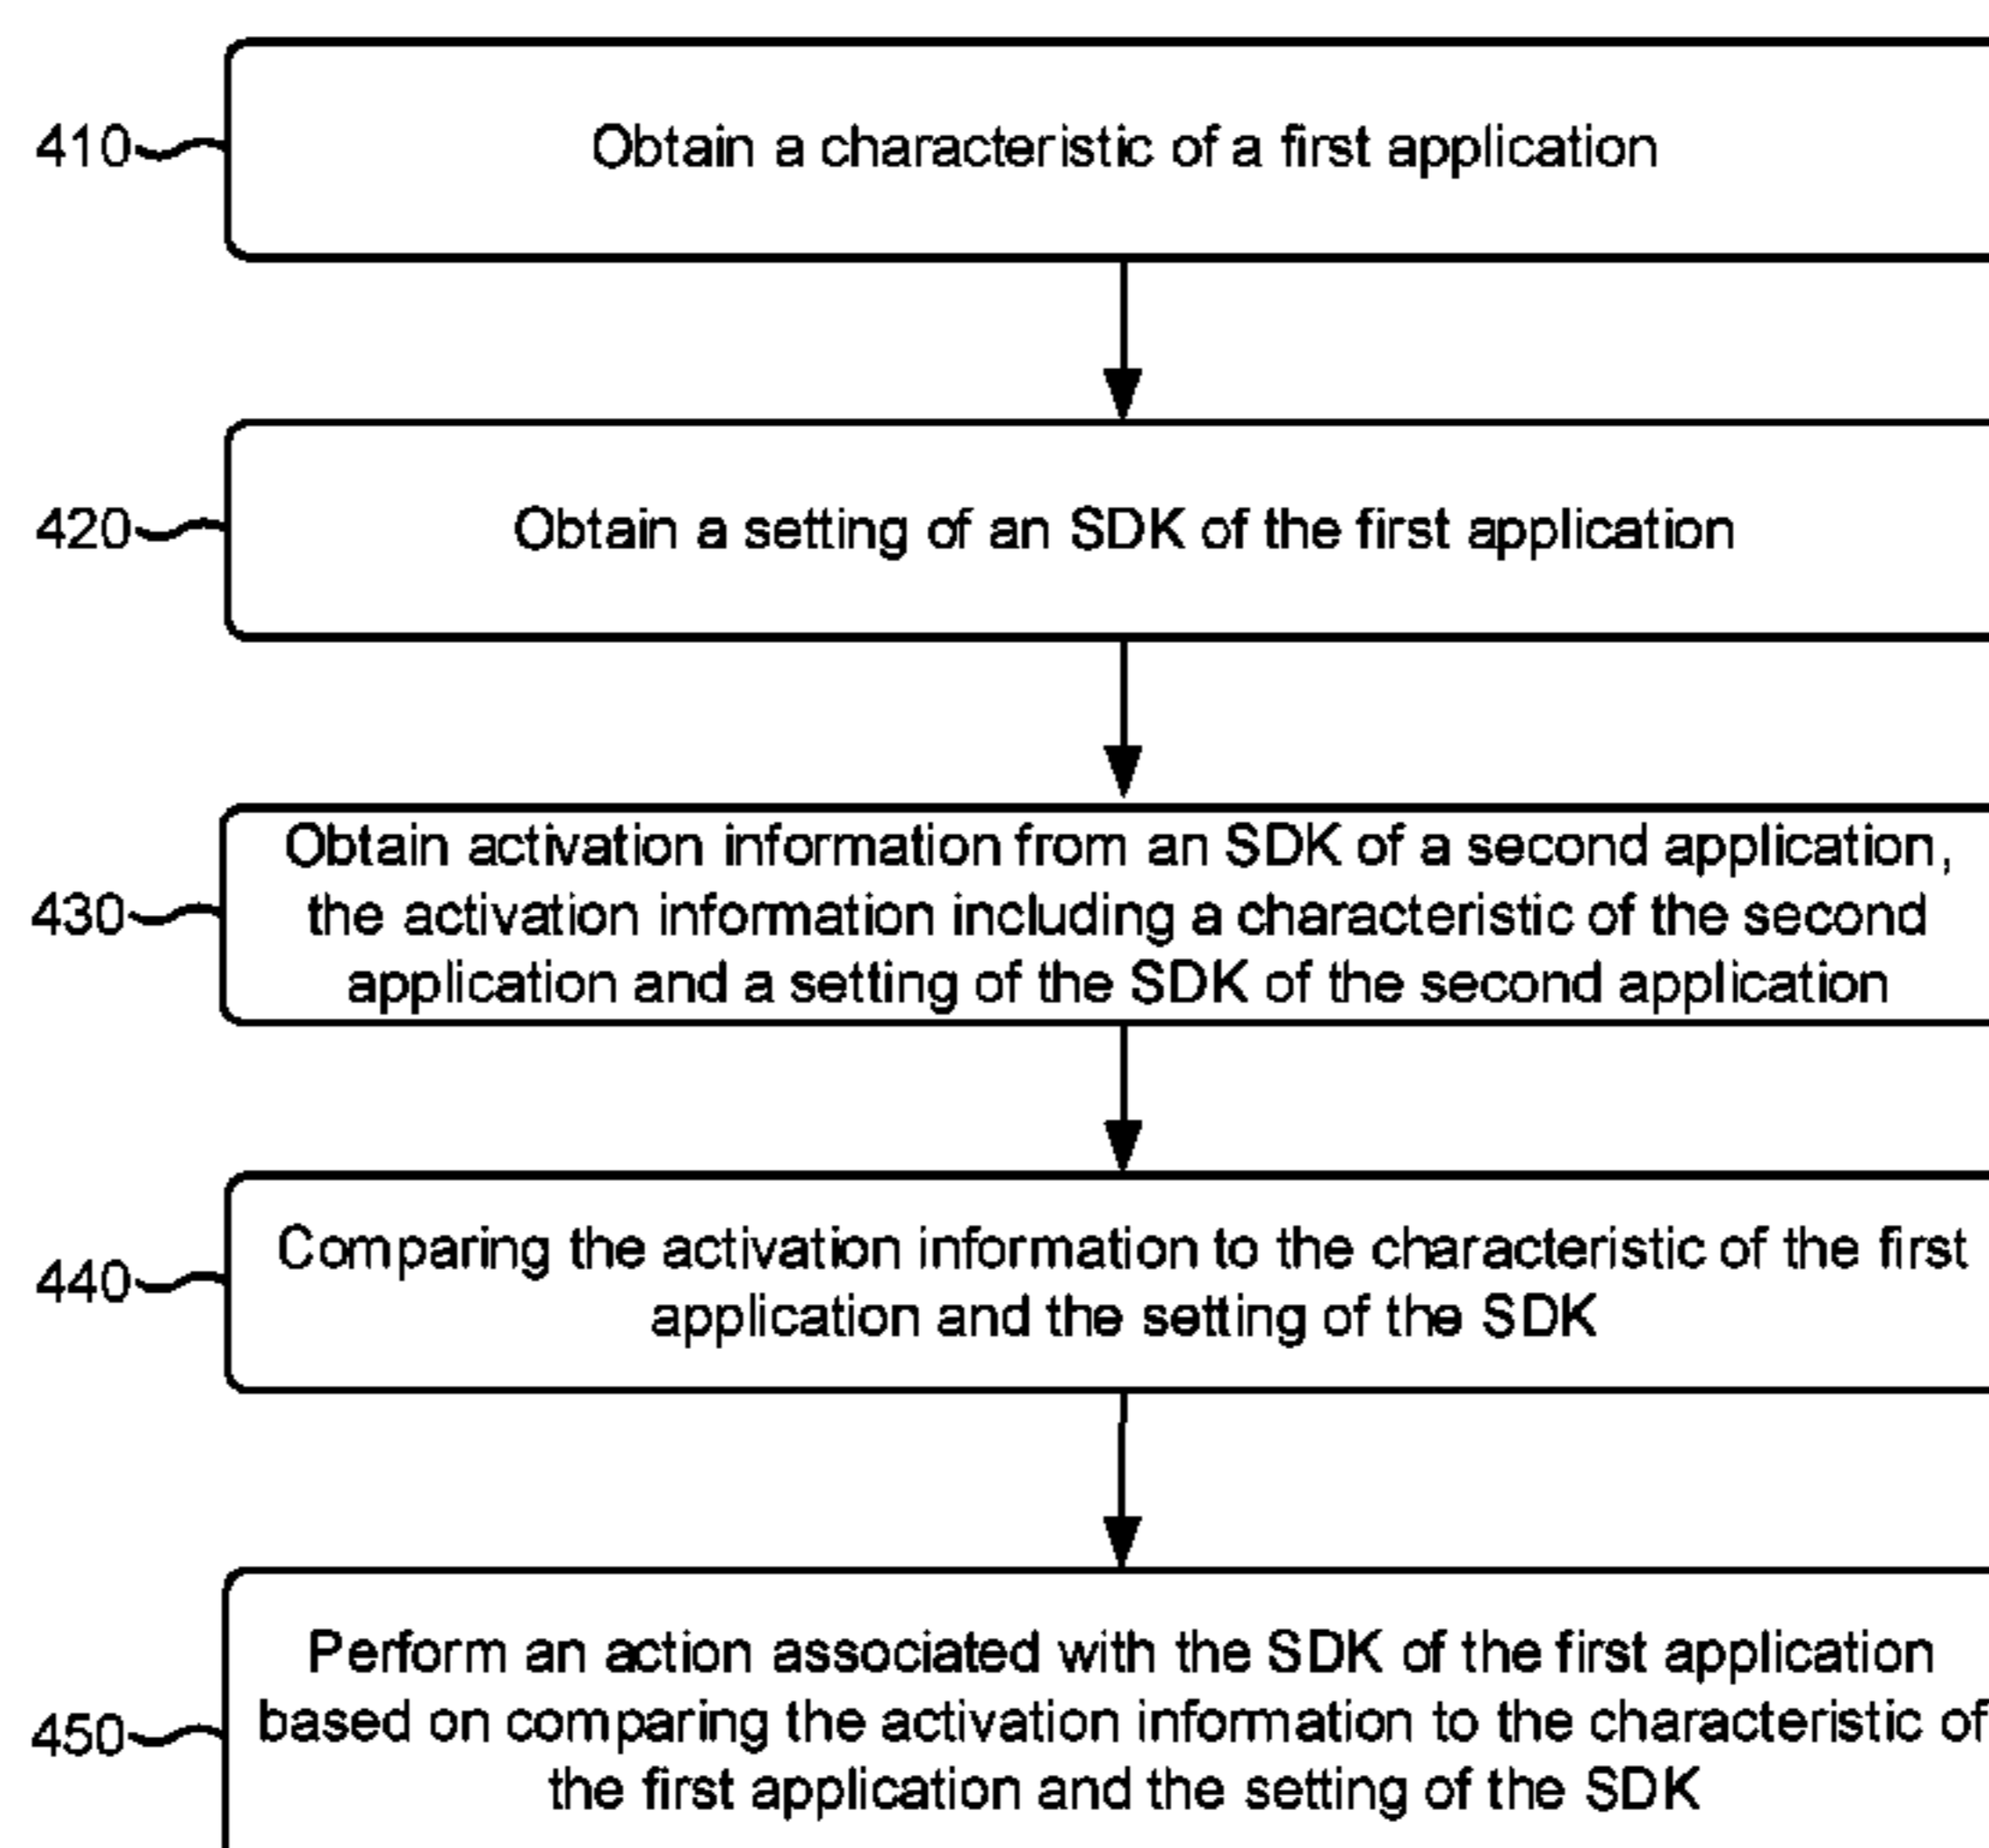 410
Obtain a characteristic of a first application
420
Obtain a setting of an SDK of the first application
430
Obtain activation information from an SDK of a second application,
the activation information including a characteristic of the second
application and a setting of the SDK of the second application
440
Comparing the activation information to the characteristic of the first
application and the setting of the SDK
450
Perform an action associated with the SDK of the first application
based on comparing the activation information to the characteristic of
the first application and the setting of the SDK